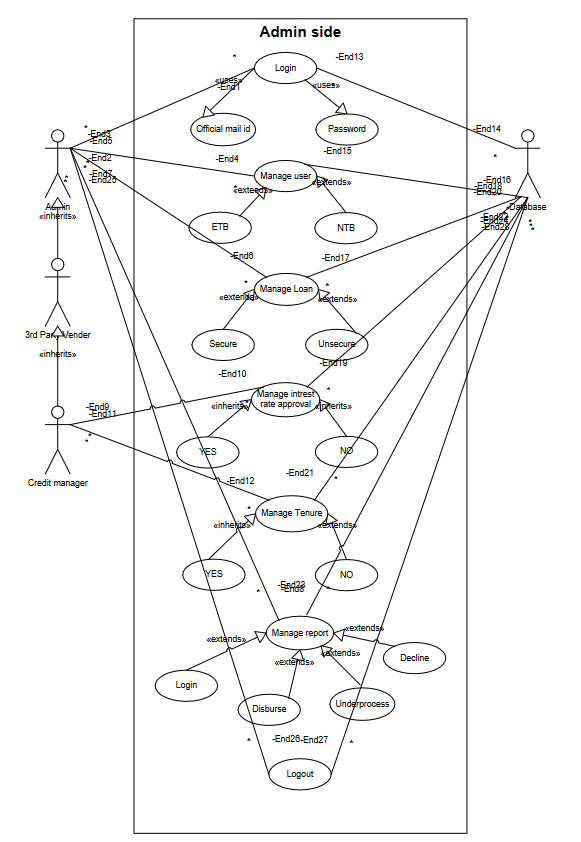 Admin side
*
-End13
Login
«uses»
-End1
«uses»
*
-End3
-End5
Official mail id
Password
-End14
-End2
-End4
-End15
*
*
-End7
-End25
Manage user
-End16
-End18
-End20
*
*
*
«extends»
«extends»
Admin
«inherits»
Database
-End24
*
*
ETB
NTB
-End6
-End17
*
*
Manage Loan
«extends»
«extends»
3rd Party Vender
«inherits»
Secure
Unsecure
-End19
-End10
*
Manage intrest
rate approval
-End9
-End11
«inherits»
«inherits»
*
*
YES
NO
-End12
-End21
*
*
Manage Tenure
«inherits»
«extends»
Credit manager
YES
NO
-End23
-End8
*
*
Manage report
«extends»
«extends»
«extends»
«extends»
Decline
Login
Disburse
Underprocess
*
-End26
-End27
*
Logout